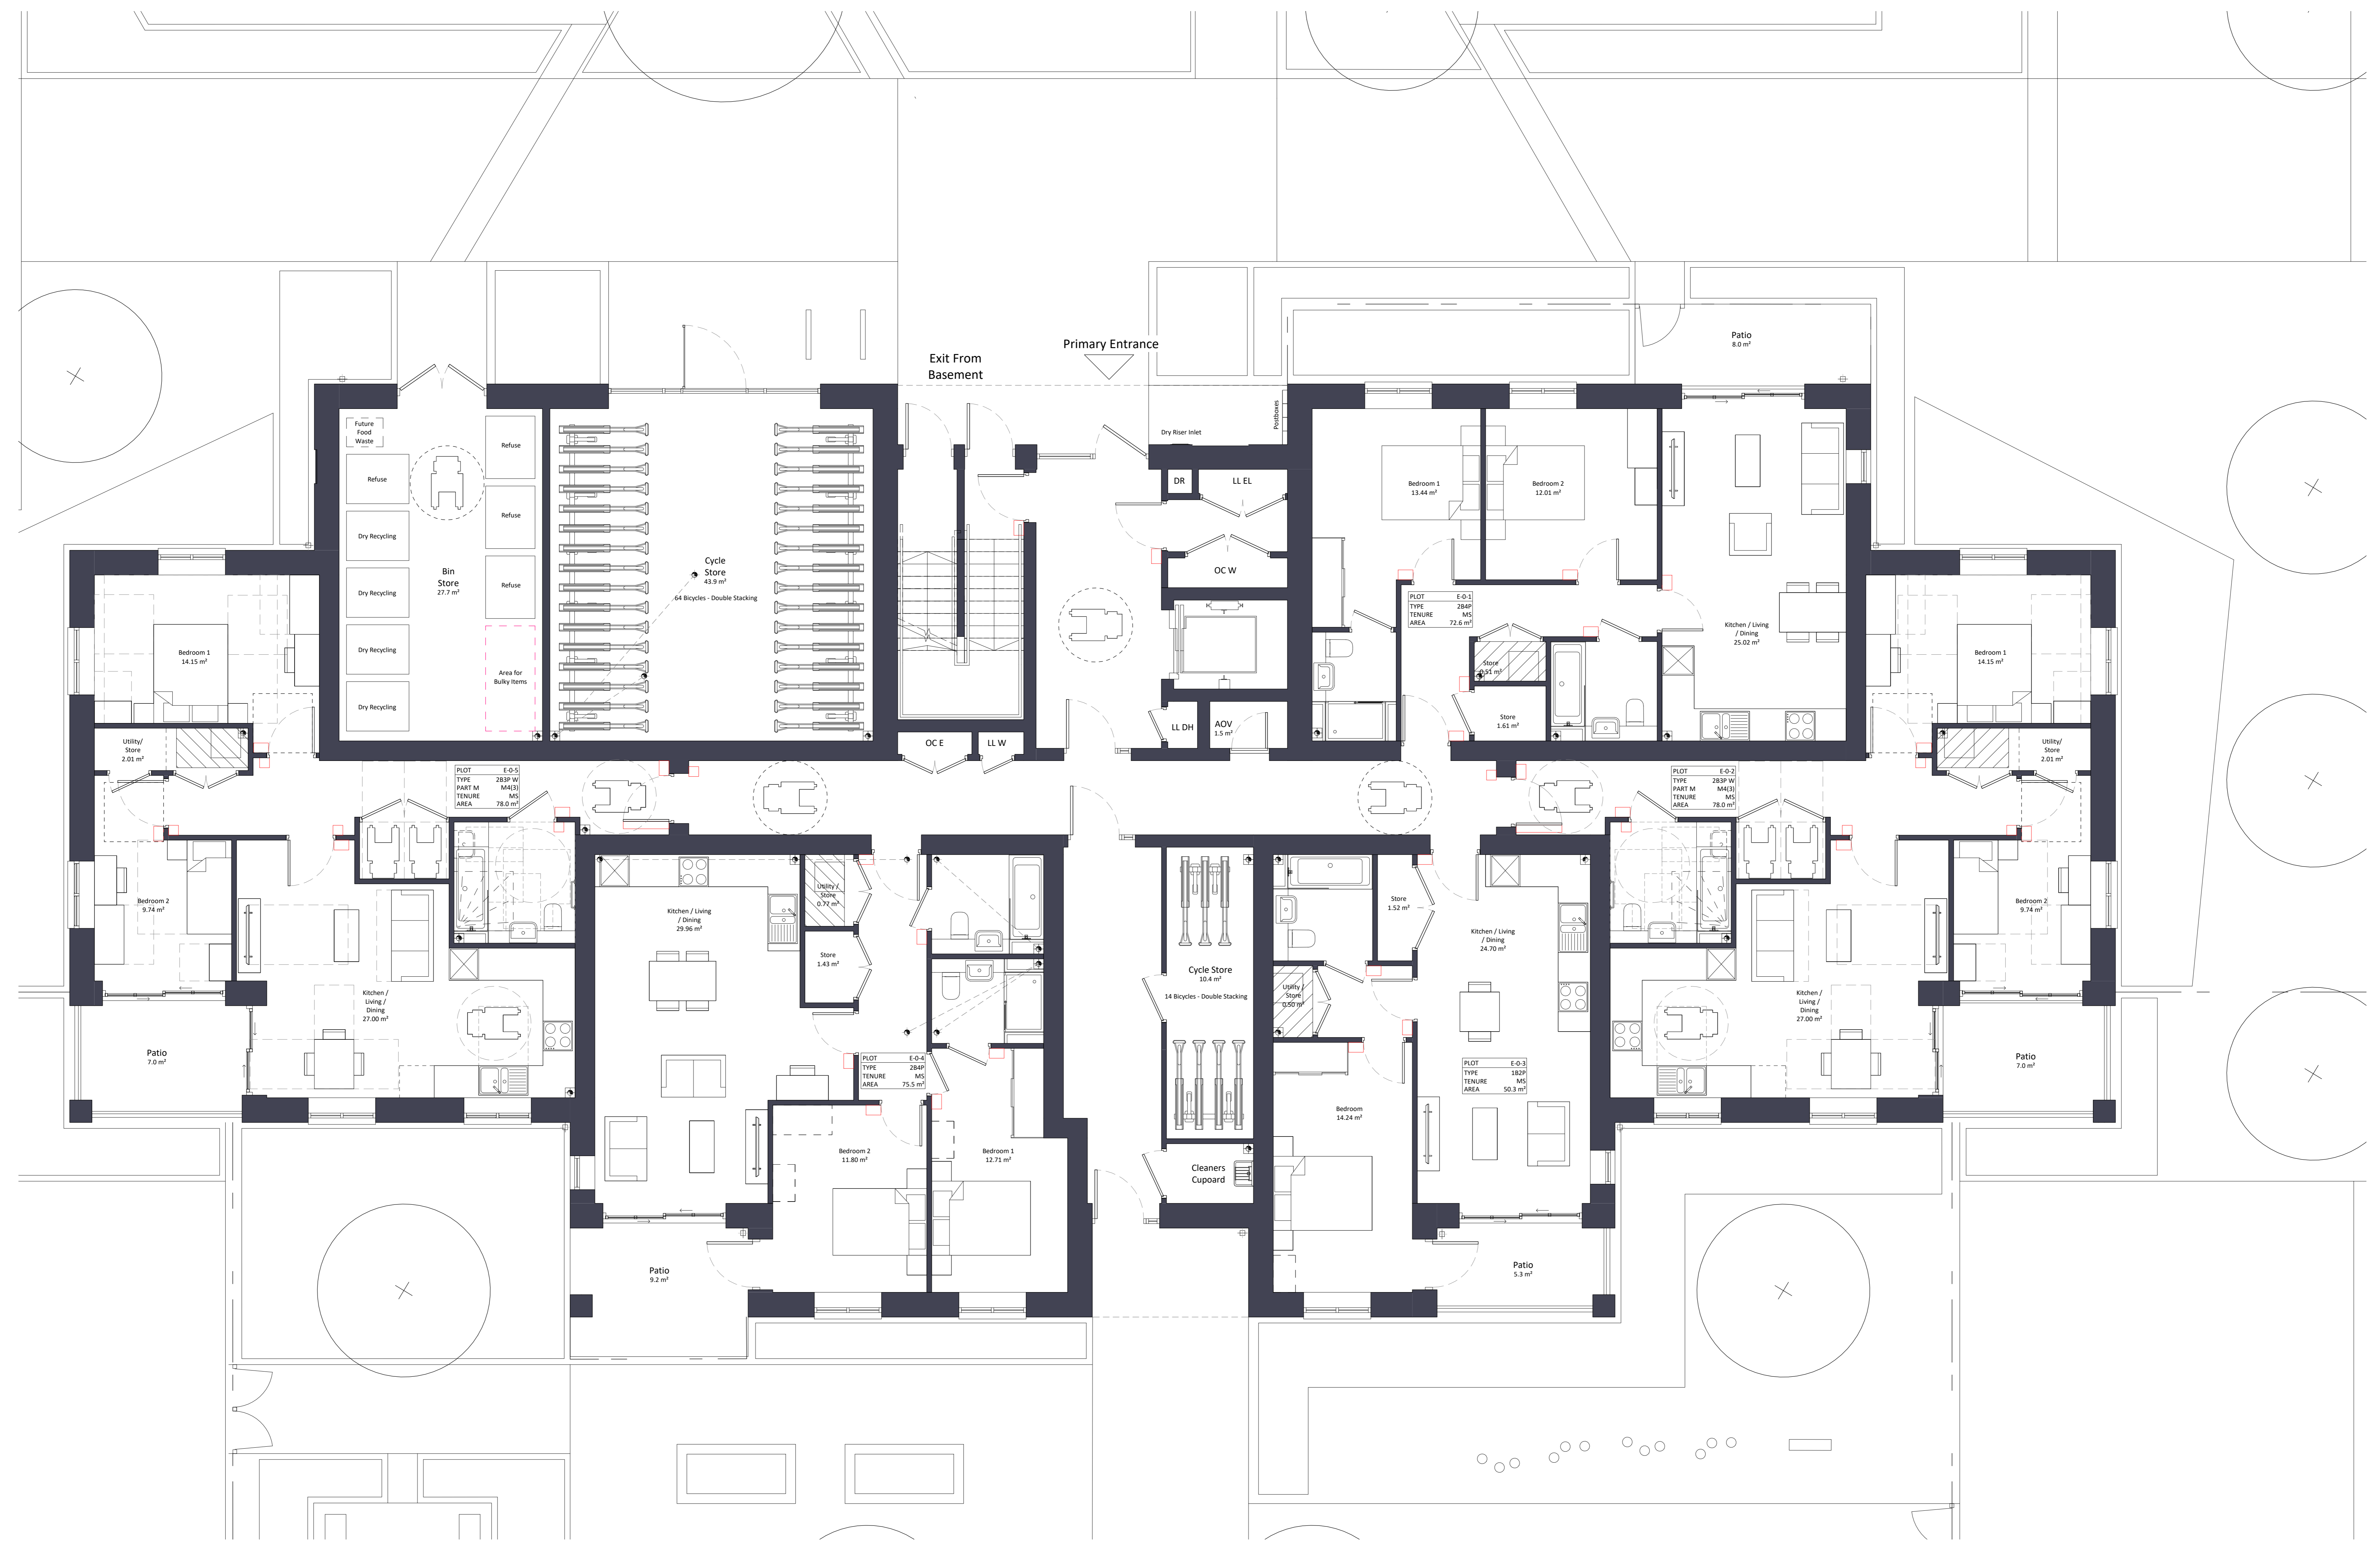 Exit From
Basement
Primary Entrance
Patio
8.0 m²
Postboxes
Dry Riser Inlet
Future
Food
Waste
Refuse
Refuse
Dry Recycling
Refuse
Dry Recycling
Refuse
Dry Recycling
Area for
Bulky Items
Dry Recycling
Bin
Store
27.7 m²
Cycle
Store
43.9 m²
64 Bicycles - Double Stacking
DR
LL EL
OC W
LL DH
AOV
1.5 m²
OC E
LL W
Bedroom 1
13.44 m²
Bedroom 2
12.01 m²
PLOT E-0-1
TYPE 2B4P
TENURE MS
AREA 72.6 m²
Kitchen / Living
/ Dining
25.02 m²
Store
0.51 m²
Store
1.61 m²
Bedroom 1
14.15 m²
Utility/
Store
2.01 m²
Bedroom 1
14.15 m²
Utility/
Store
2.01 m²
PLOT E-0-5
TYPE 2B3P W
PART M M4(3)
TENURE MS
AREA 78.0 m²
PLOT E-0-2
TYPE 2B3P W
PART M M4(3)
TENURE MS
AREA 78.0 m²
Bedroom 2
9.74 m²
Kitchen /
Living /
Dining
27.00 m²
Patio
7.0 m²
Kitchen / Living
/ Dining
29.96 m²
Utility /
Store
0.77 m²
Store
1.43 m²
PLOT E-0-4
TYPE 2B4P
TENURE MS
AREA 75.5 m²
Bedroom 2
11.80 m²
Bedroom 1
12.71 m²
Patio
9.2 m²
Cycle Store
10.4 m²
14 Bicycles - Double Stacking
Cleaners
Cupoard
Store
1.52 m²
Utility /
Store
0.50 m²
Kitchen / Living
/ Dining
24.70 m²
PLOT E-0-3
TYPE 1B2P
TENURE MS
AREA 50.3 m²
Bedroom
14.24 m²
Patio
5.3 m²
Bedroom 2
9.74 m²
Kitchen /
Living /
Dining
27.00 m²
Patio
7.0 m²